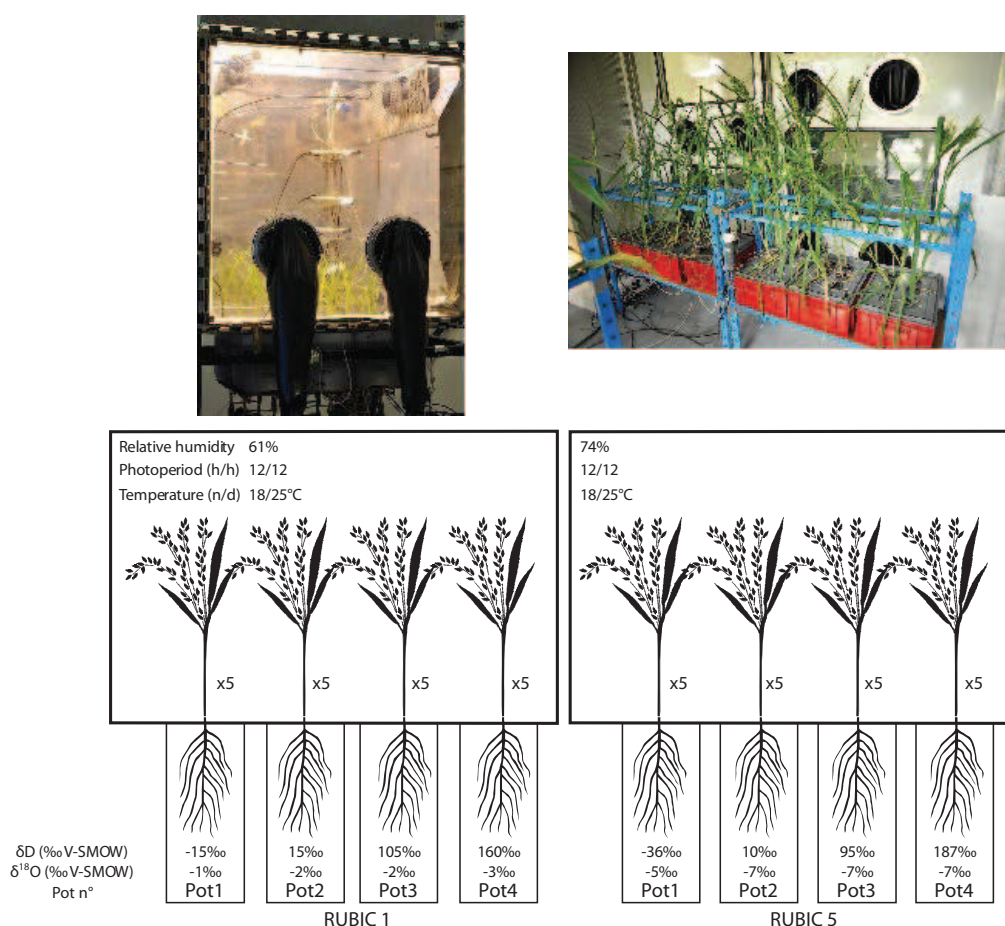 Relative humidity 61%
Photoperiod (h/h) 12/12
Temperature (n/d) 18/25°C
74%
12/12
18/25°C
x5 x5 x5 x5 x5 x5 x5 x5
δD (‰ V-SMOW) -15‰ 15‰ 105‰ 160‰ -36‰ 10‰ 95‰ 187‰
δ¹⁸O (‰ V-SMOW) -1‰ -2‰ -2‰ -3‰ -5‰ -7‰ -7‰ -7‰
Pot n° Pot1 Pot2 Pot3 Pot4 Pot1 Pot2 Pot3 Pot4
RUBIC 1 RUBIC 5